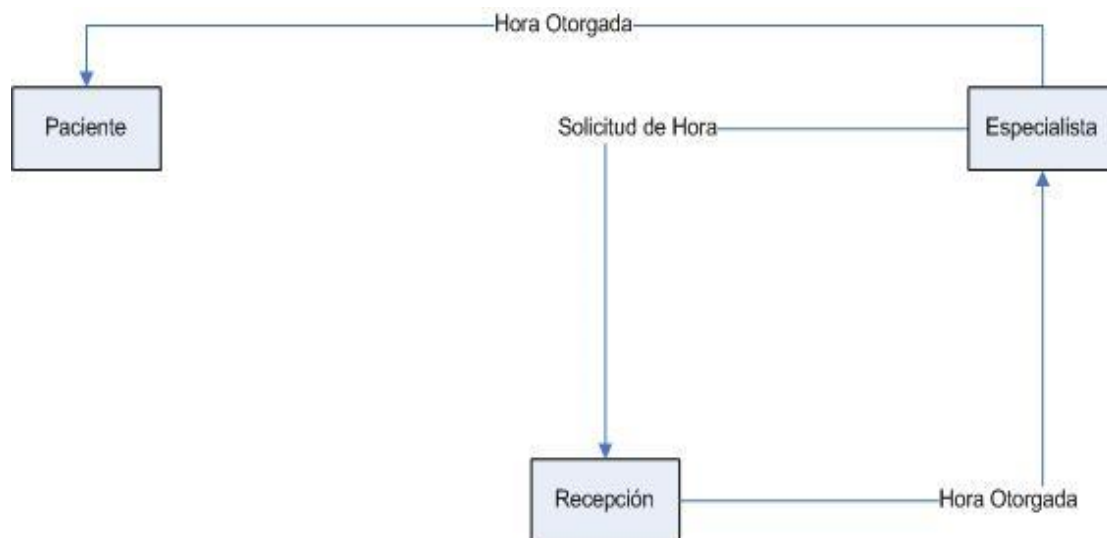 Hora Otorgada
Paciente
Solicitud de Hora
Especialista
Recepción
Hora Otorgada